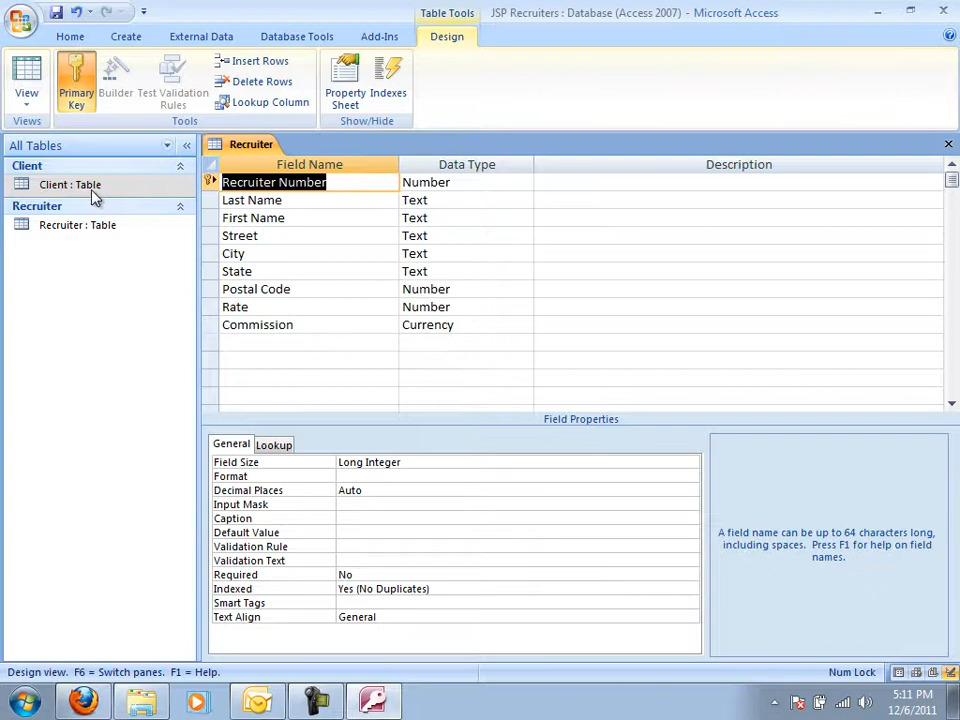 Table Tools
JSP Recruiters : Database (Access 2007) - Microsoft Access
Home
Create
External Data
Database Tools
Add-Ins
Design
View
Primary
Key
Builder
Test Validation
Rules
Insert Rows
Delete Rows
Lookup Column
Property
Sheet
Indexes
Views
Tools
Show/Hide
All Tables
«
Client
Client : Table
Recruiter
Recruiter : Table
Recruiter
Field Name
Data Type
Description
Recruiter Number
Number
Last Name
Text
First Name
Text
Street
Text
City
Text
State
Text
Postal Code
Number
Rate
Number
Commission
Currency
Field Properties
General
Lookup
Field Size
Long Integer
Format
Decimal Places
Auto
Input Mask
Caption
Default Value
Validation Rule
Validation Text
Required
No
Indexed
Yes (No Duplicates)
Smart Tags
Text Align
General
A field name can be up to 64 characters long,
including spaces. Press F1 for help on field
names.
Design view. F6 = Switch panes. F1 = Help.
Num Lock
5:11 PM
12/6/2011